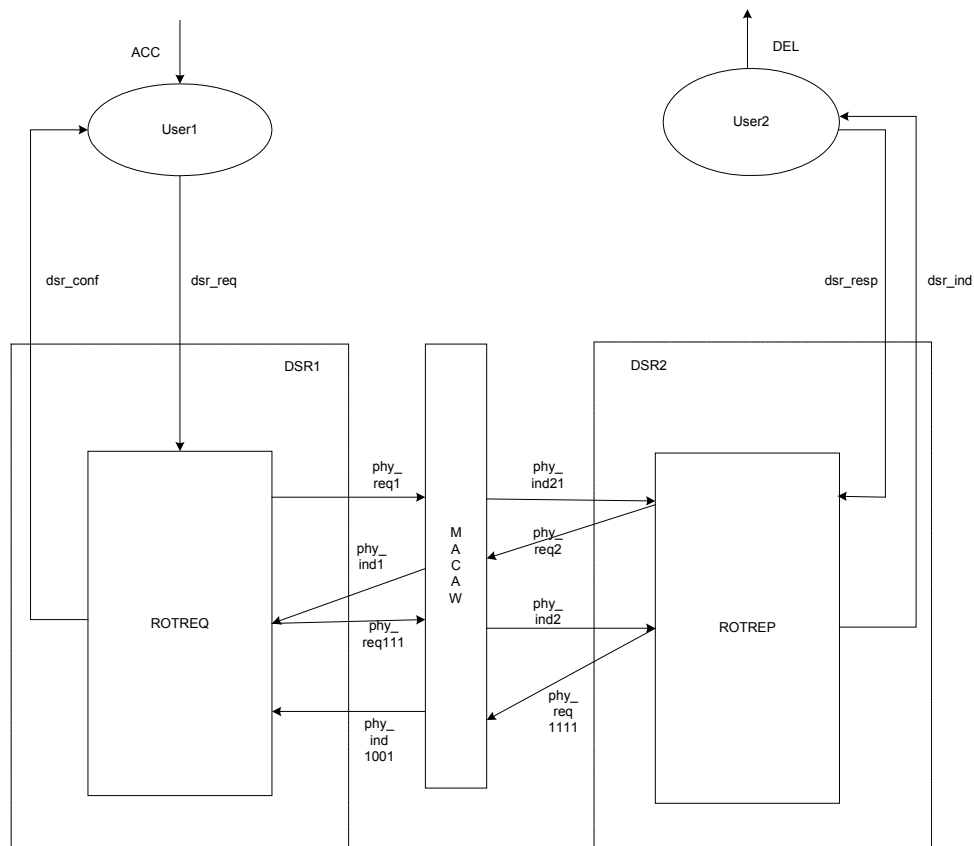 ACC
DEL
User1
User2
dsr_conf
dsr_req
dsr_resp
dsr_ind
DSR1
DSR2
phy_
req1
phy_
ind21
M
A
C
A
W
phy_
req2
phy_
ind1
phy_
ind2
ROTREQ
phy_
req111
ROTREP
phy_
req
1111
phy_
ind
1001